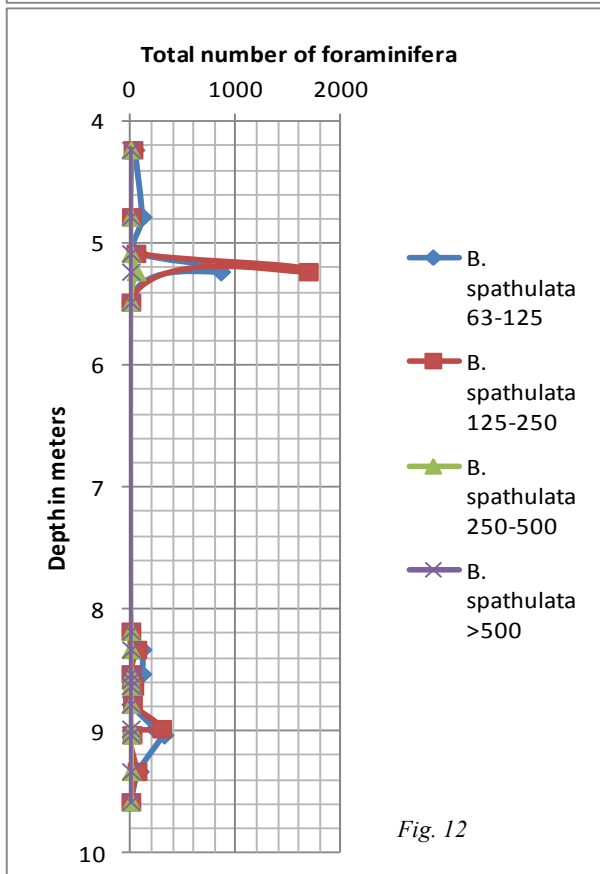 Total number of foraminifera
0 1000 2000
4
5
6
7
8
9
10
Depth in meters
B.
spathulata
63-125
B.
spathulata
125-250
B.
spathulata
250-500
B.
spathulata
>500
Fig. 12